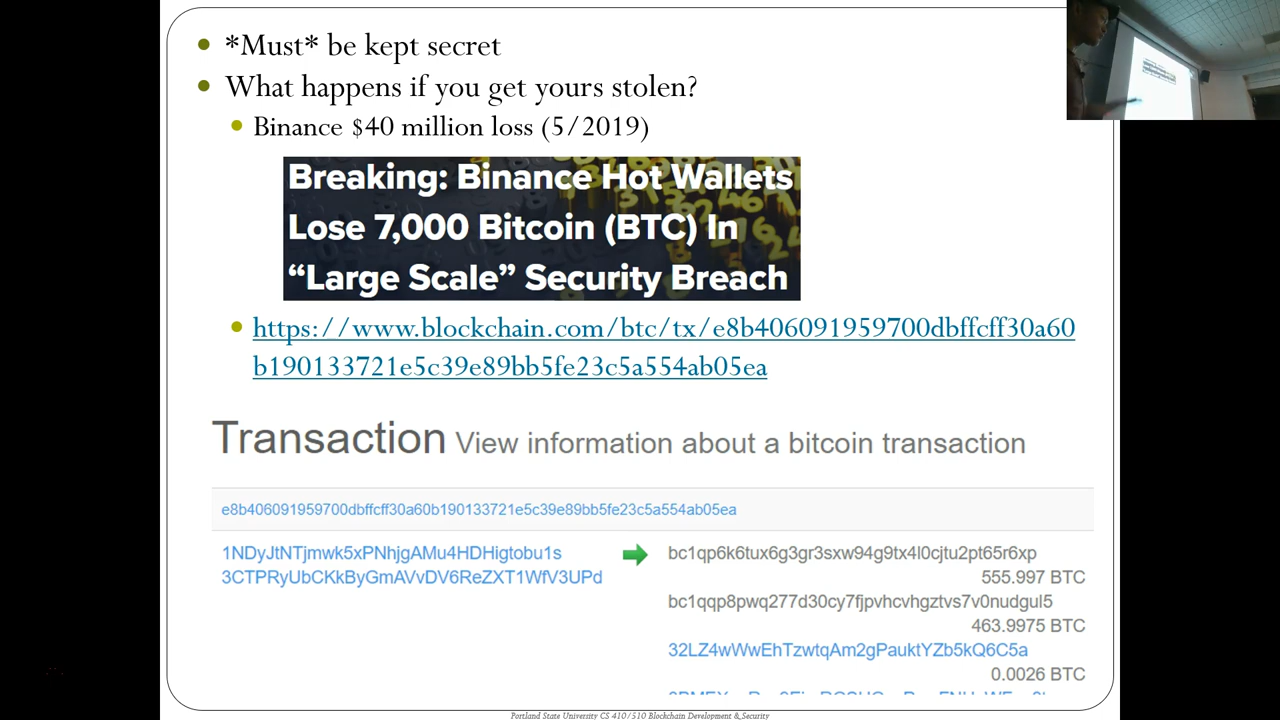 *Must* be kept secret
What happens if you get yours stolen?
Binance $40 million loss (5/2019)
Breaking: Binance Hot Wallets
Lose 7,000 Bitcoin (BTC) In
“Large Scale” Security Breach
https://www.blockchain.com/btc/tx/e8b406091959700dbffcff30a60
b190133721e5c39e89bb5fe23c5a554ab05ea
Transaction View information about a bitcoin transaction
e8b406091959700dbffcff30a60b190133721e5c39e89bb5fe23c5a554ab05ea
1NDyJtNTjmwk5xPNhjgAMu4HDHigtobu1s
bc1qp6k6tux6g3gr3sxw94g9tx4l0cjtu2pt65r6xp
3CTPRyUbCKkByGmAVvDV6ReZXT1WfV3UPd
555.997 BTC
bc1qqp8pwq277d30cy7fjpvhcvhgztvs7v0nudgul5
463.9975 BTC
32LZ4wWwEhTzwtqAm2gPauktYZb5kQ6C5a
0.0026 BTC
Portland State University CS 410/510 Blockchain Development & Security